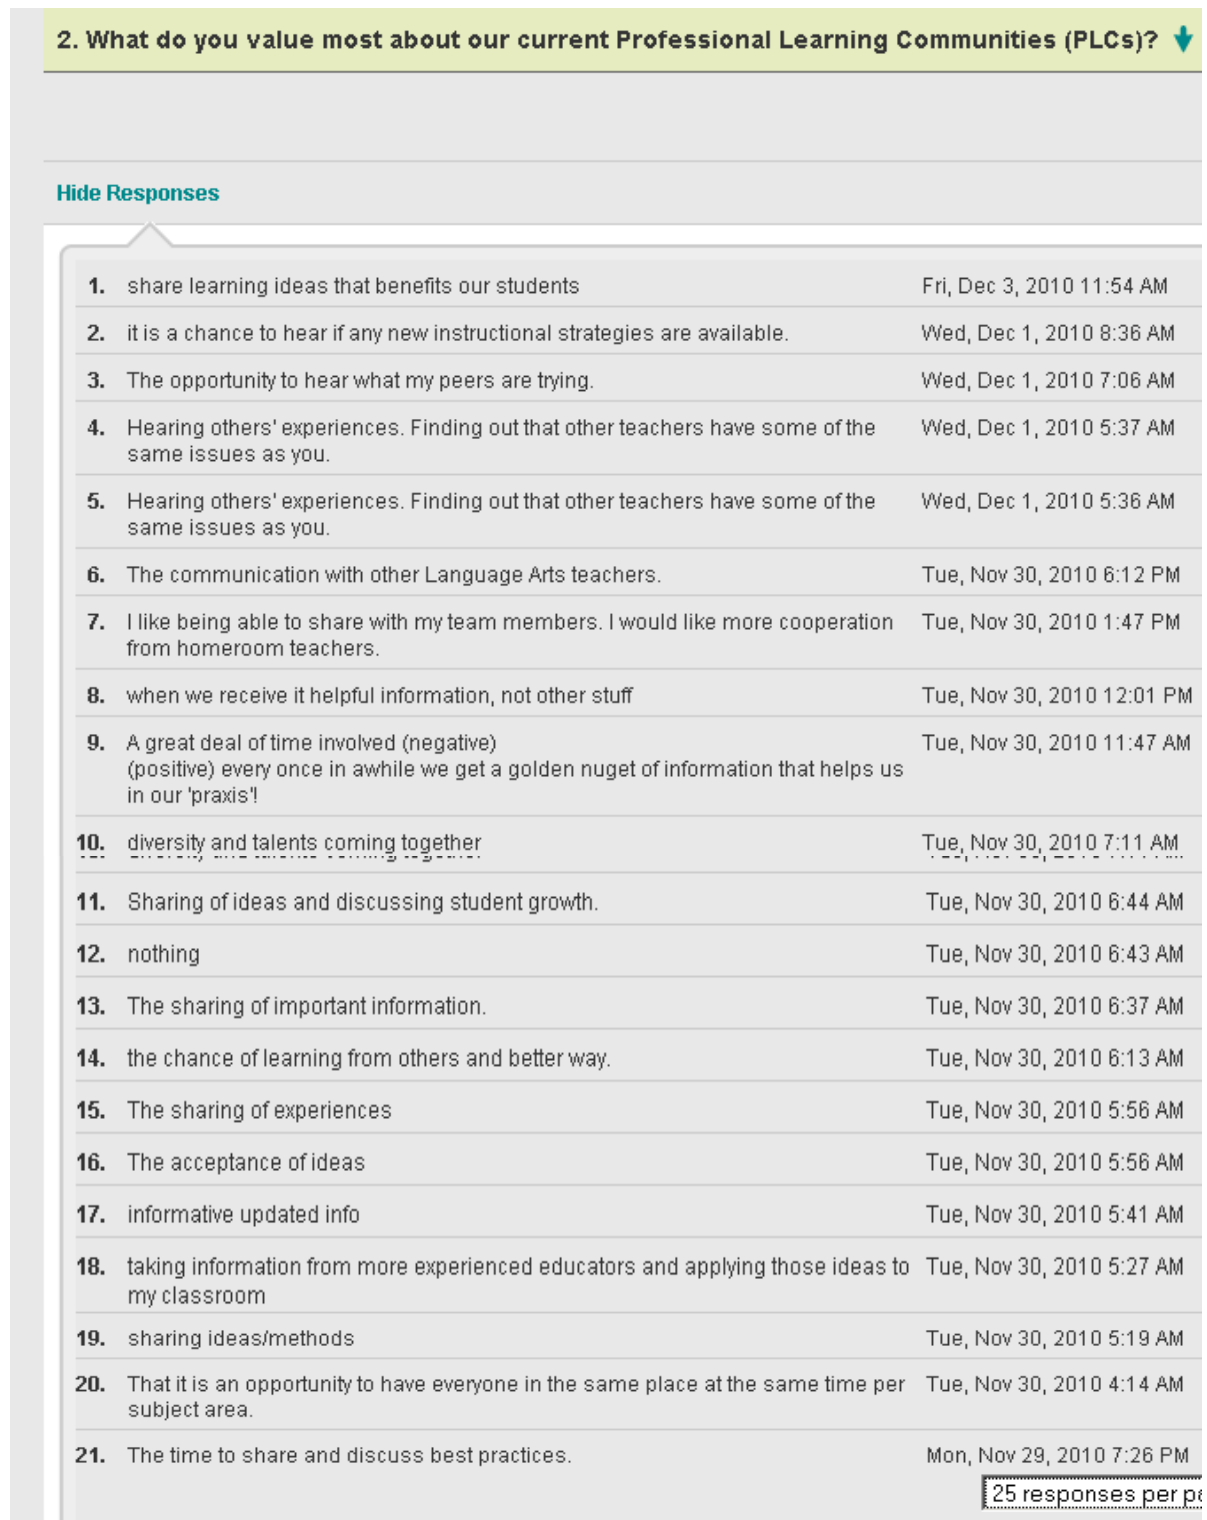 2. What do you value most about our current Professional Learning Communities (PLCs)?
Hide Responses
1. share learning ideas that benefits our students Fri, Dec 3, 2010 11:54 AM
2. it is a chance to hear if any new instructional strategies are available. Wed, Dec 1, 2010 8:36 AM
3. The opportunity to hear what my peers are trying. Wed, Dec 1, 2010 7:06 AM
4. Hearing others' experiences. Finding out that other teachers have some of the Wed, Dec 1, 2010 5:37 AM
same issues as you.
5. Hearing others' experiences. Finding out that other teachers have some of the Wed, Dec 1, 2010 5:36 AM
same issues as you.
6. The communication with other Language Arts teachers. Tue, Nov 30, 2010 6:12 PM
7. I like being able to share with my team members. I would like more cooperation Tue, Nov 30, 2010 1:47 PM
from homeroom teachers.
8. when we receive it helpful information, not other stuff Tue, Nov 30, 2010 12:01 PM
9. A great deal of time involved (negative) Tue, Nov 30, 2010 11:47 AM
(positive) every once in awhile we get a golden nuget of information that helps us
in our 'praxis'!
10. diversity and talents coming together Tue, Nov 30, 2010 7:11 AM
11. Sharing of ideas and discussing student growth. Tue, Nov 30, 2010 6:44 AM
12. nothing Tue, Nov 30, 2010 6:43 AM
13. The sharing of important information. Tue, Nov 30, 2010 6:37 AM
14. the chance of learning from others and better way. Tue, Nov 30, 2010 6:13 AM
15. The sharing of experiences Tue, Nov 30, 2010 5:56 AM
16. The acceptance of ideas Tue, Nov 30, 2010 5:56 AM
17. informative updated info Tue, Nov 30, 2010 5:41 AM
18. taking information from more experienced educators and applying those ideas to Tue, Nov 30, 2010 5:27 AM
my classroom
19. sharing ideas/methods Tue, Nov 30, 2010 5:19 AM
20. That it is an opportunity to have everyone in the same place at the same time per Tue, Nov 30, 2010 4:14 AM
subject area.
21. The time to share and discuss best practices. Mon, Nov 29, 2010 7:26 PM
25 responses per